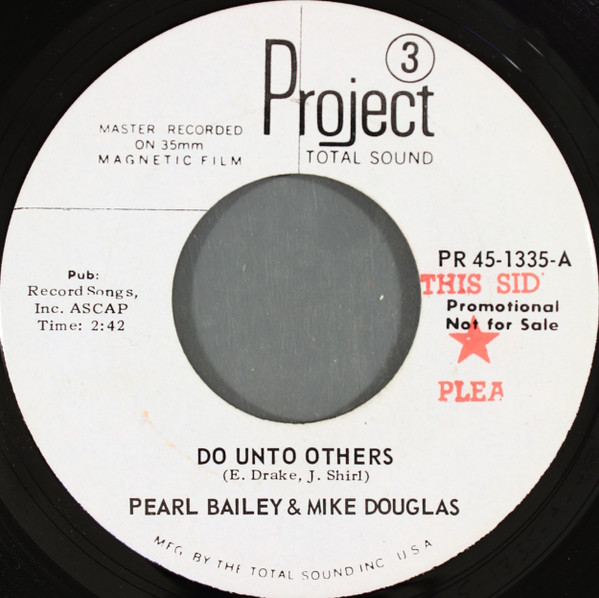 3
Project
TOTAL SOUND
MASTER RECORDED
ON 35mm
MAGNETIC FILM
PR 45-1335-A
THIS SID
Promotional
Not for Sale
PLEA
Pub:
Record Songs,
Inc. ASCAP
Time: 2:42
DO UNTO OTHERS
(E. Drake, J. Shirl)
PEARL BAILEY & MIKE DOUGLAS
MFG. BY THE TOTAL SOUND INC. U.S.A